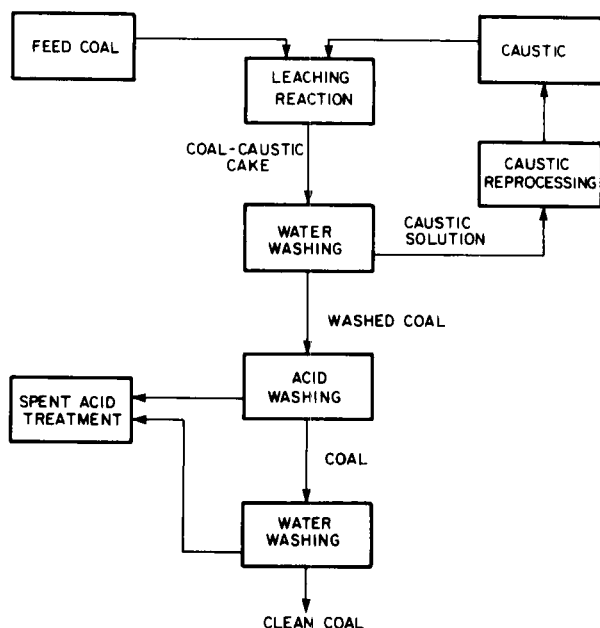 FEED COAL
CAUSTIC
LEACHING
REACTION
COAL-CAUSTIC
CAKE
CAUSTIC
REPROCESSING
WATER
WASHING
CAUSTIC
SOLUTION
WASHED COAL
ACID
WASHING
SPENT ACID
TREATMENT
COAL
WATER
WASHING
CLEAN COAL